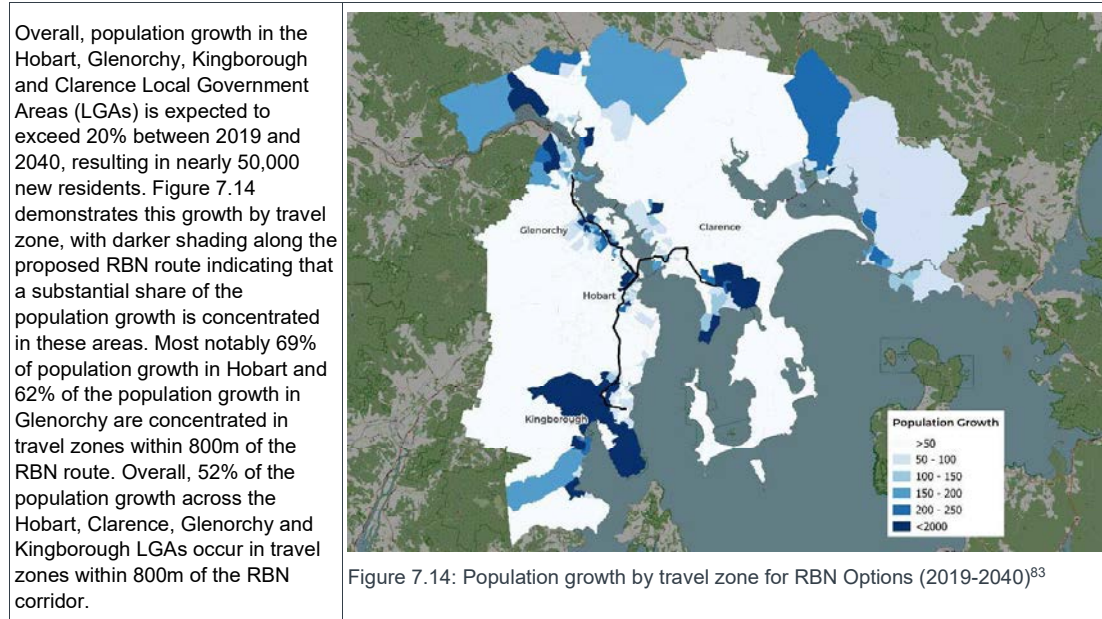 Overall, population growth in the
Hobart, Glenorchy, Kingborough
and Clarence Local Government
Areas (LGAs) is expected to
exceed 20% between 2019 and
2040, resulting in nearly 50,000
new residents. Figure 7.14
demonstrates this growth by travel
zone, with darker shading along the
proposed RBN route indicating that
a substantial share of the
population growth is concentrated
in these areas. Most notably 69%
of population growth in Hobart and
62% of the population growth in
Glenorchy are concentrated in
travel zones within 800m of the
RBN route. Overall, 52% of the
population growth across the
Hobart, Clarence, Glenorchy and
Kingborough LGAs occur in travel
zones within 800m of the RBN
corridor.
Glenorchy
Clarence
Hobart
Kingborough
Population Growth
>50
50 - 100
100 - 150
150 - 200
200 - 250
<2000
Figure 7.14: Population growth by travel zone for RBN Options (2019-2040)83